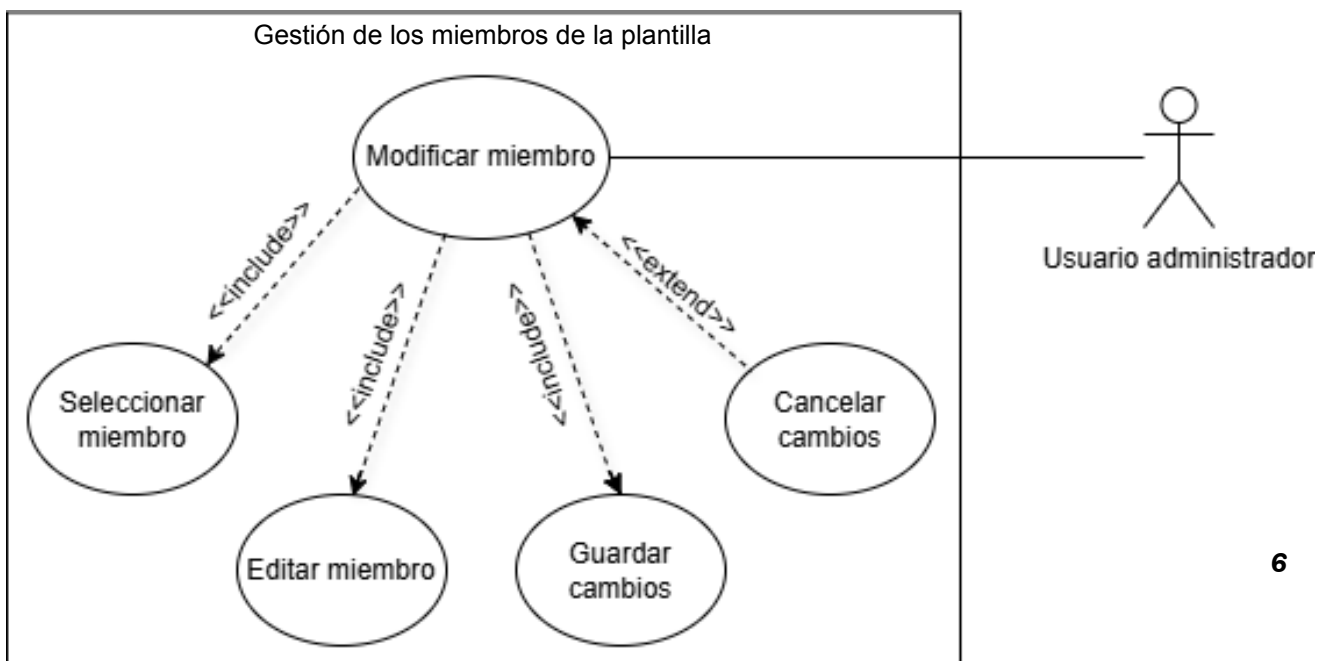 Gestión de los miembros de la plantilla
Modificar miembro
<<include>>
<<include>>
<<include>>
<<extend>>
Usuario administrador
Seleccionar
miembro
Cancelar
cambios
Editar miembro
Guardar
cambios
6